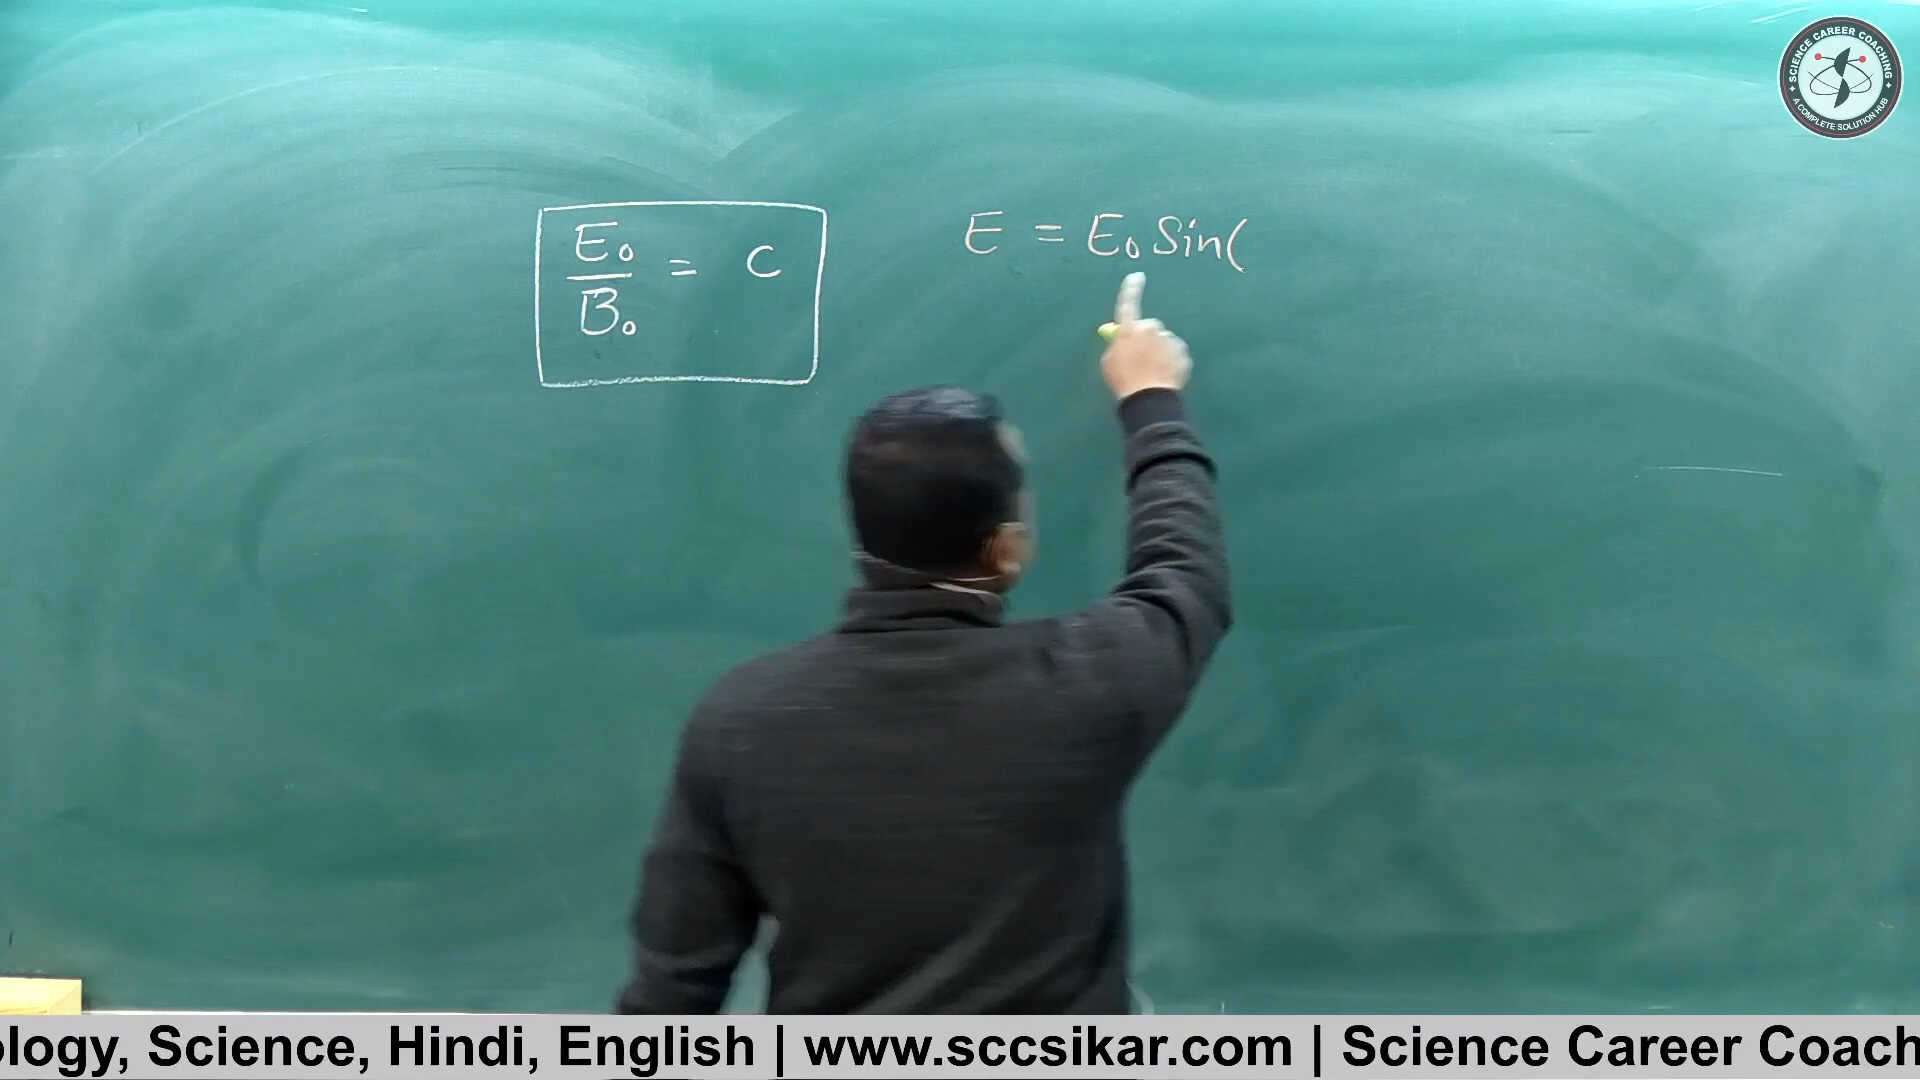 SCIENCE CAREER COACHING
A COMPLETE SOLUTION HUB
E₀/B₀ = C
E = E₀ Sin(
ology, Science, Hindi, English | www.sccsikar.com | Science Career Coach